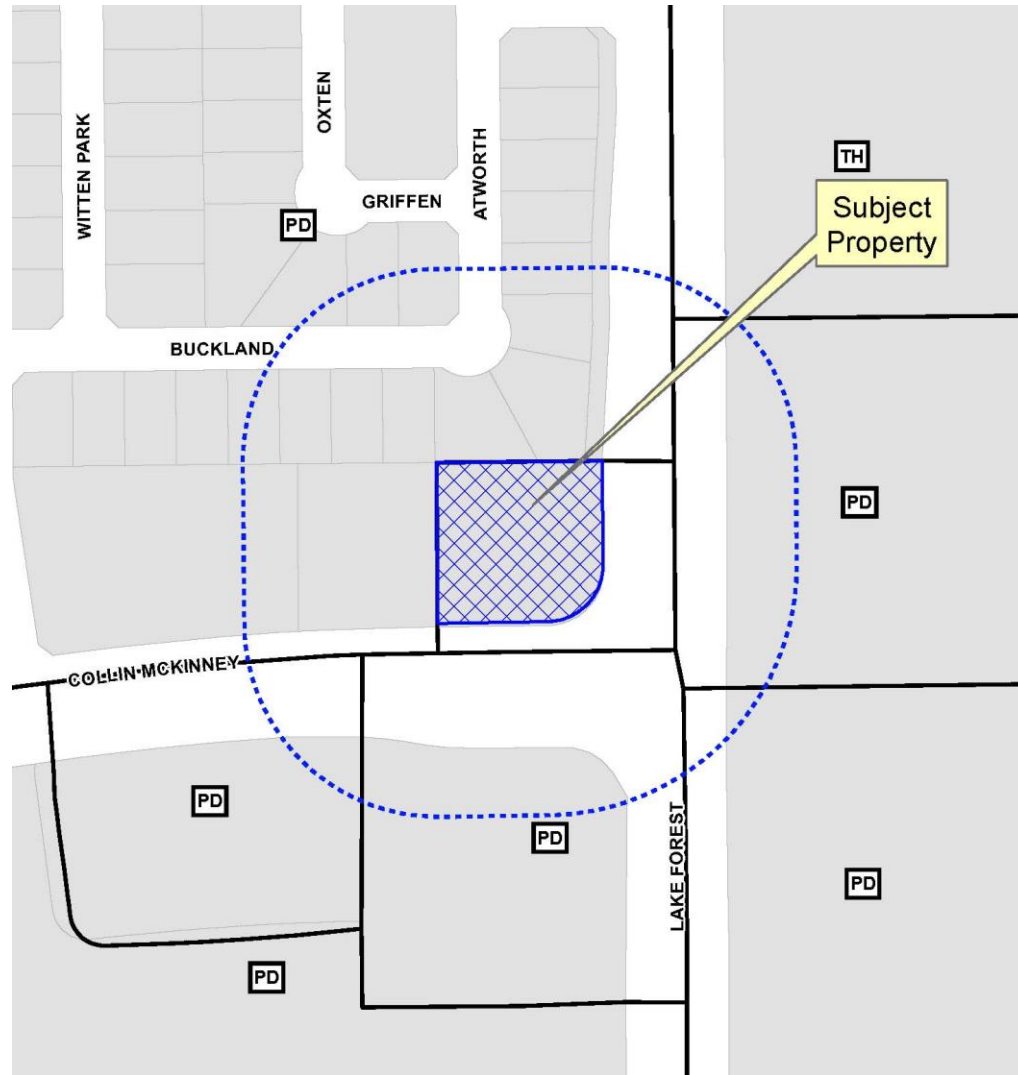 WITTEN PARK
OXTEN
ATWORTH
GRIFFEN
PD
TH
Subject
Property
BUCKLAND
PD
COLLIN MCKINNEY
PD
PD
LAKE FOREST
PD
PD